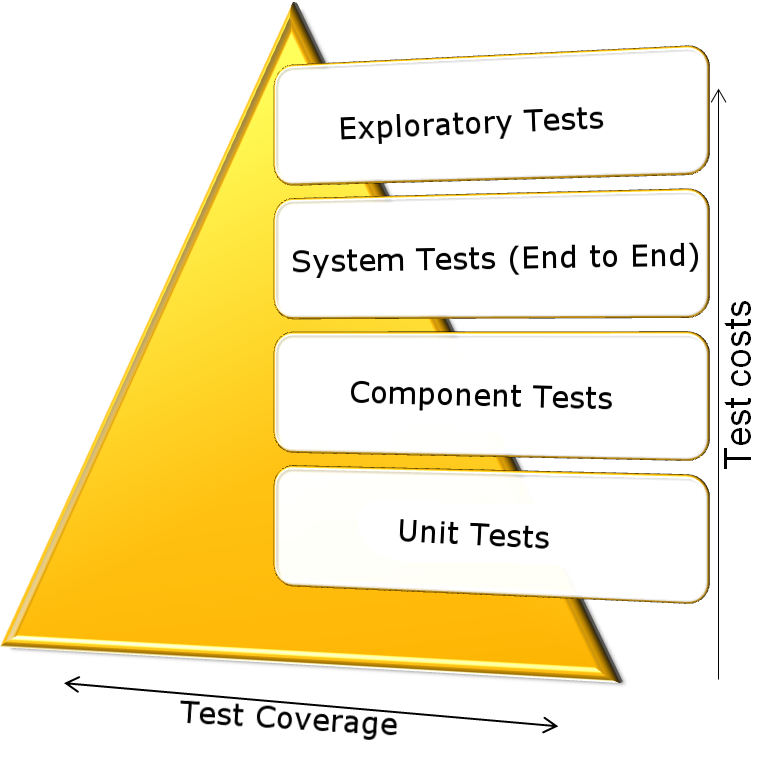 Exploratory Tests
System Tests (End to End)
Component Tests
Unit Tests
Test costs
Test Coverage